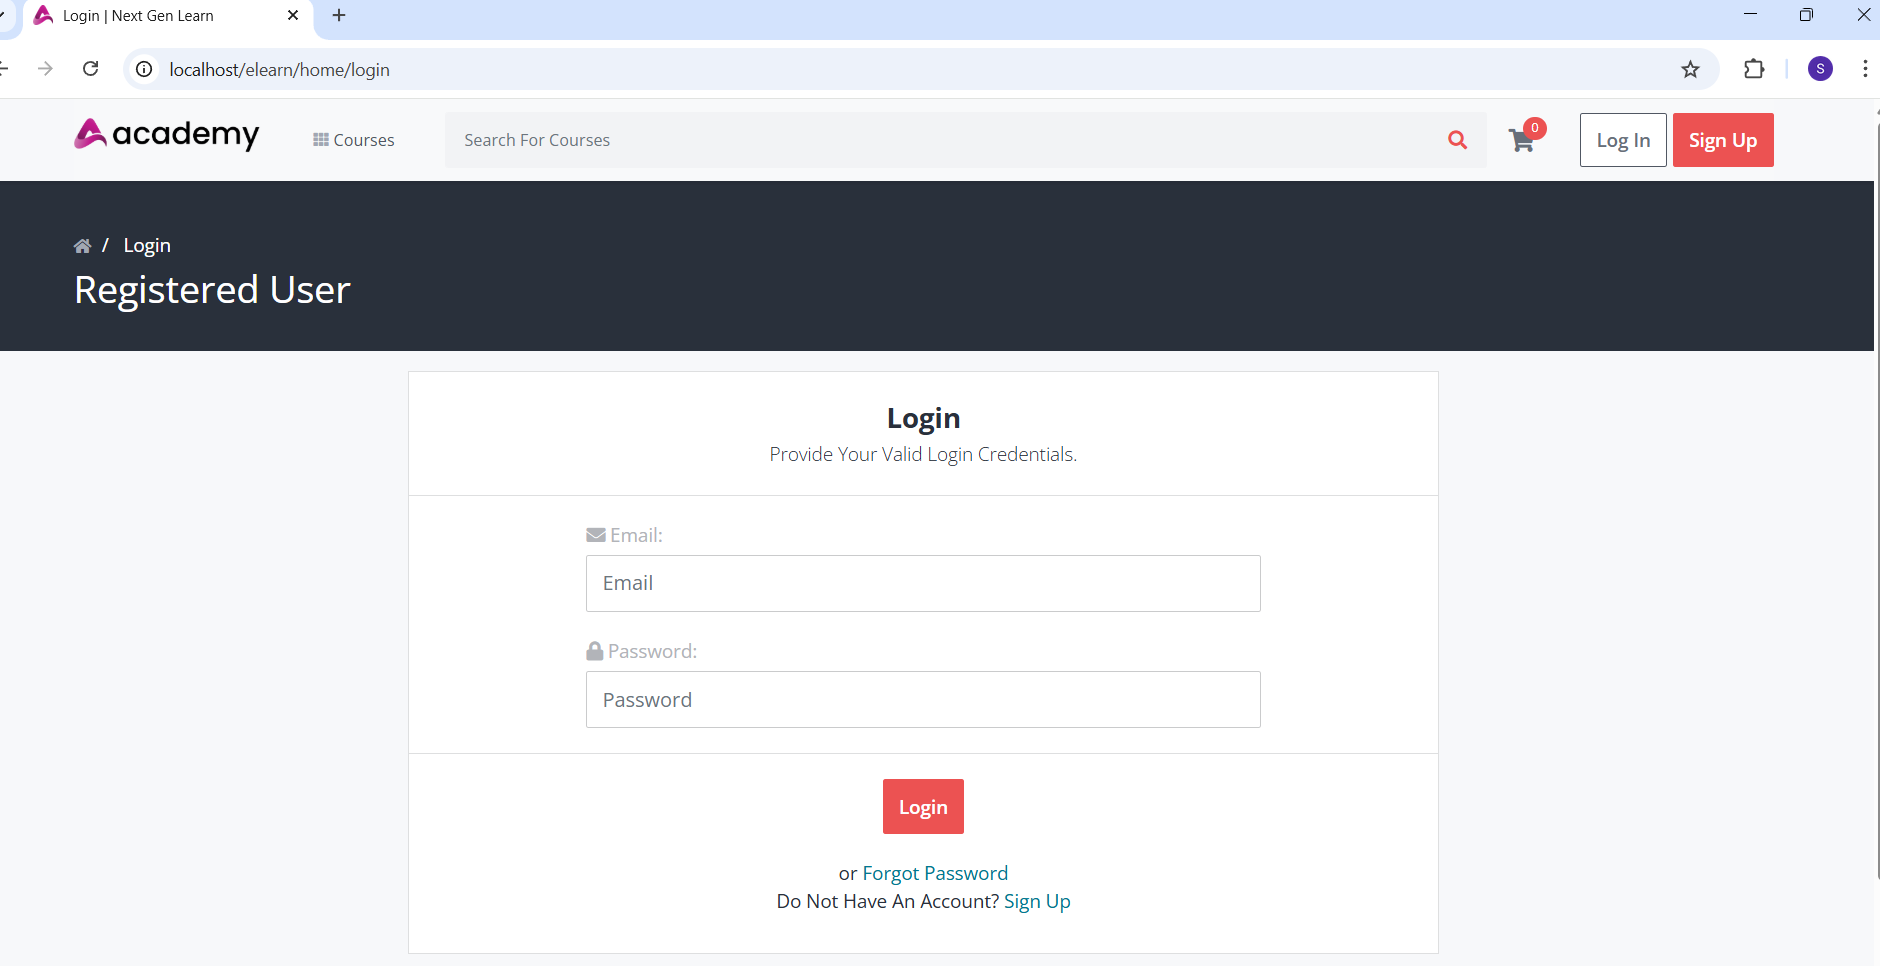 Login | Next Gen Learn
localhost/elearn/home/login
S
academy
Courses
Search For Courses
0
Log In
Sign Up
/ Login
Registered User
Login
Provide Your Valid Login Credentials.
Email:
Email
Password:
Password
Login
or Forgot Password
Do Not Have An Account? Sign Up